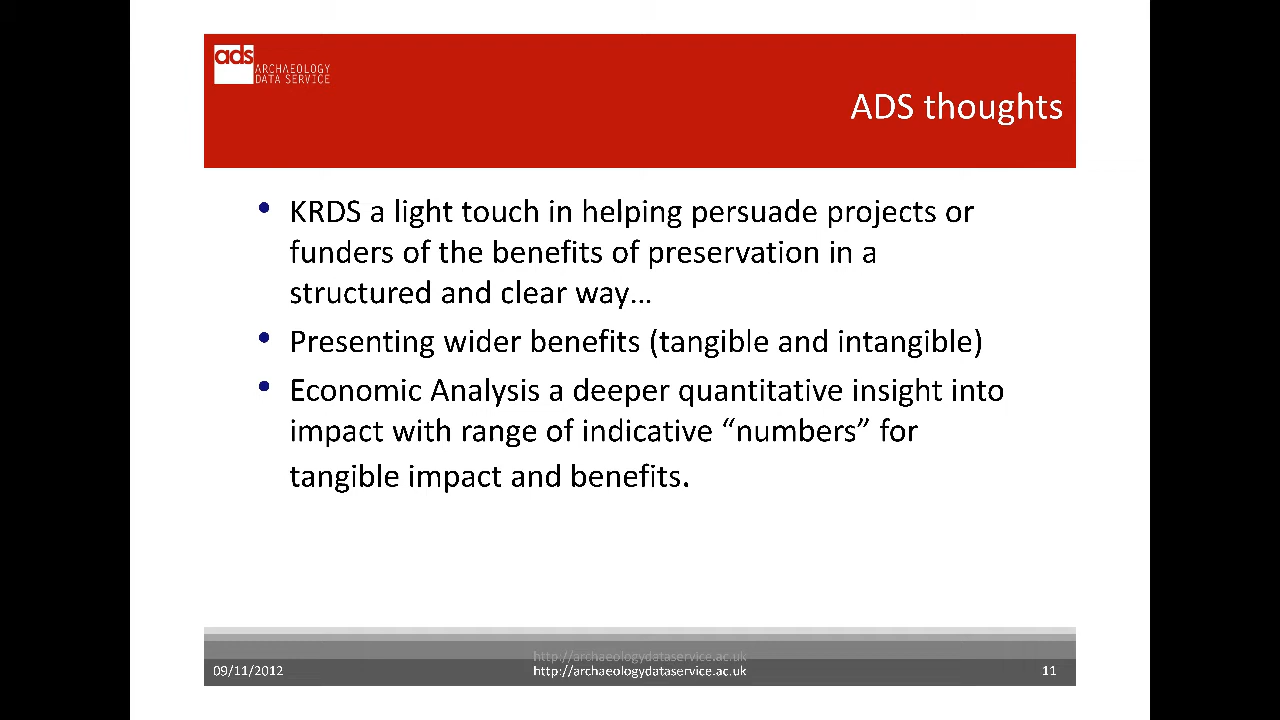 ads
ARCHAEOLOGY
DATA SERVICE
ADS thoughts
• KRDS a light touch in helping persuade projects or
funders of the benefits of preservation in a
structured and clear way…
• Presenting wider benefits (tangible and intangible)
• Economic Analysis a deeper quantitative insight into
impact with range of indicative “numbers” for
tangible impact and benefits.
http://archaeologydataservice.ac.uk
09/11/2012 http://archaeologydataservice.ac.uk 11